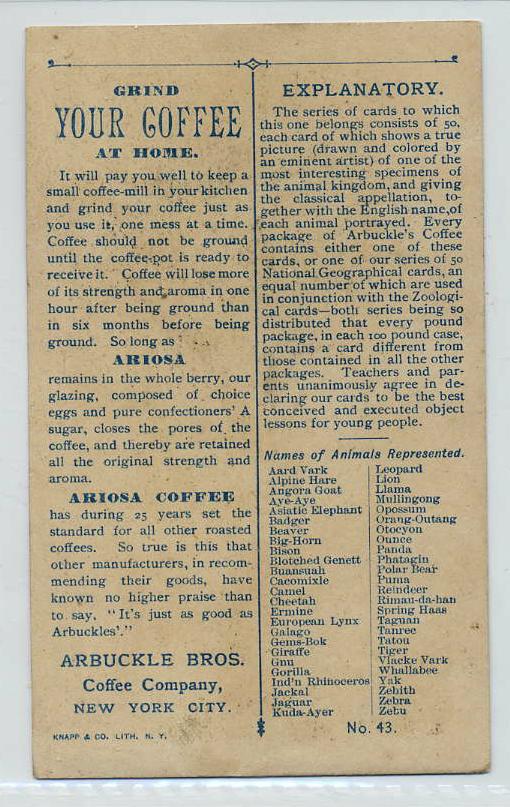 GRIND
YOUR COFFEE
AT HOME.
It will pay you well to keep a
small coffee-mill in your kitchen
and grind your coffee just as
you use it, one mess at a time.
Coffee should not be ground
until the coffee-pot is ready to
receive it. Coffee will lose more
of its strength and aroma in one
hour after being ground than
in six months before being
ground. So long as
ARIOSA
remains in the whole berry, our
glazing, composed of choice
eggs and pure confectioners' A
sugar, closes the pores of the
coffee, and thereby are retained
all the original strength and
aroma.
ARIOSA COFFEE
has during 25 years set the
standard for all other roasted
coffees. So true is this that
other manufacturers, in recom-
mending their goods, have
known no higher praise than
to say, "It's just as good as
Arbuckles'."
ARBUCKLE BROS.
Coffee Company,
NEW YORK CITY.
KNAPP & CO. LITH. N. Y.
EXPLANATORY.
The series of cards to which
this one belongs consists of 50,
each card of which shows a true
picture (drawn and colored by
an eminent artist) of one of the
most interesting specimens of
the animal kingdom, and giving
the classical appellation, to-
gether with the English name, of
each animal portrayed. Every
package of Arbuckle's Coffee
contains either one of these
cards, or one of our series of 50
National Geographical cards, an
equal number of which are used
in conjunction with the Zoologi-
cal cards—both series being so
distributed that every pound
package, in each 100 pound case,
contains a card different from
those contained in all the other
packages. Teachers and par-
ents unanimously agree in de-
claring our cards to be the best
conceived and executed object
lessons for young people.
Names of Animals Represented.
Aard Vark
Alpine Hare
Angora Goat
Aye-Aye
Asiatic Elephant
Badger
Beaver
Big-Horn
Bison
Blotched Genett
Buansuah
Cacomixle
Camel
Cheetah
Ermine
European Lynx
Galago
Gems-Bok
Giraffe
Gnu
Gorilla
Ind'n Rhinoceros
Jackal
Jaguar
Kuda-Ayer
Leopard
Lion
Llama
Mullingong
Opossum
Orang-Outang
Otocyon
Ounce
Panda
Phatagin
Polar Bear
Puma
Reindeer
Rimau-da-han
Spring Haas
Taguan
Tanrec
Tatou
Tiger
Vlacke Vark
Whallabee
Yak
Zebith
Zebra
Zebu
No. 43.